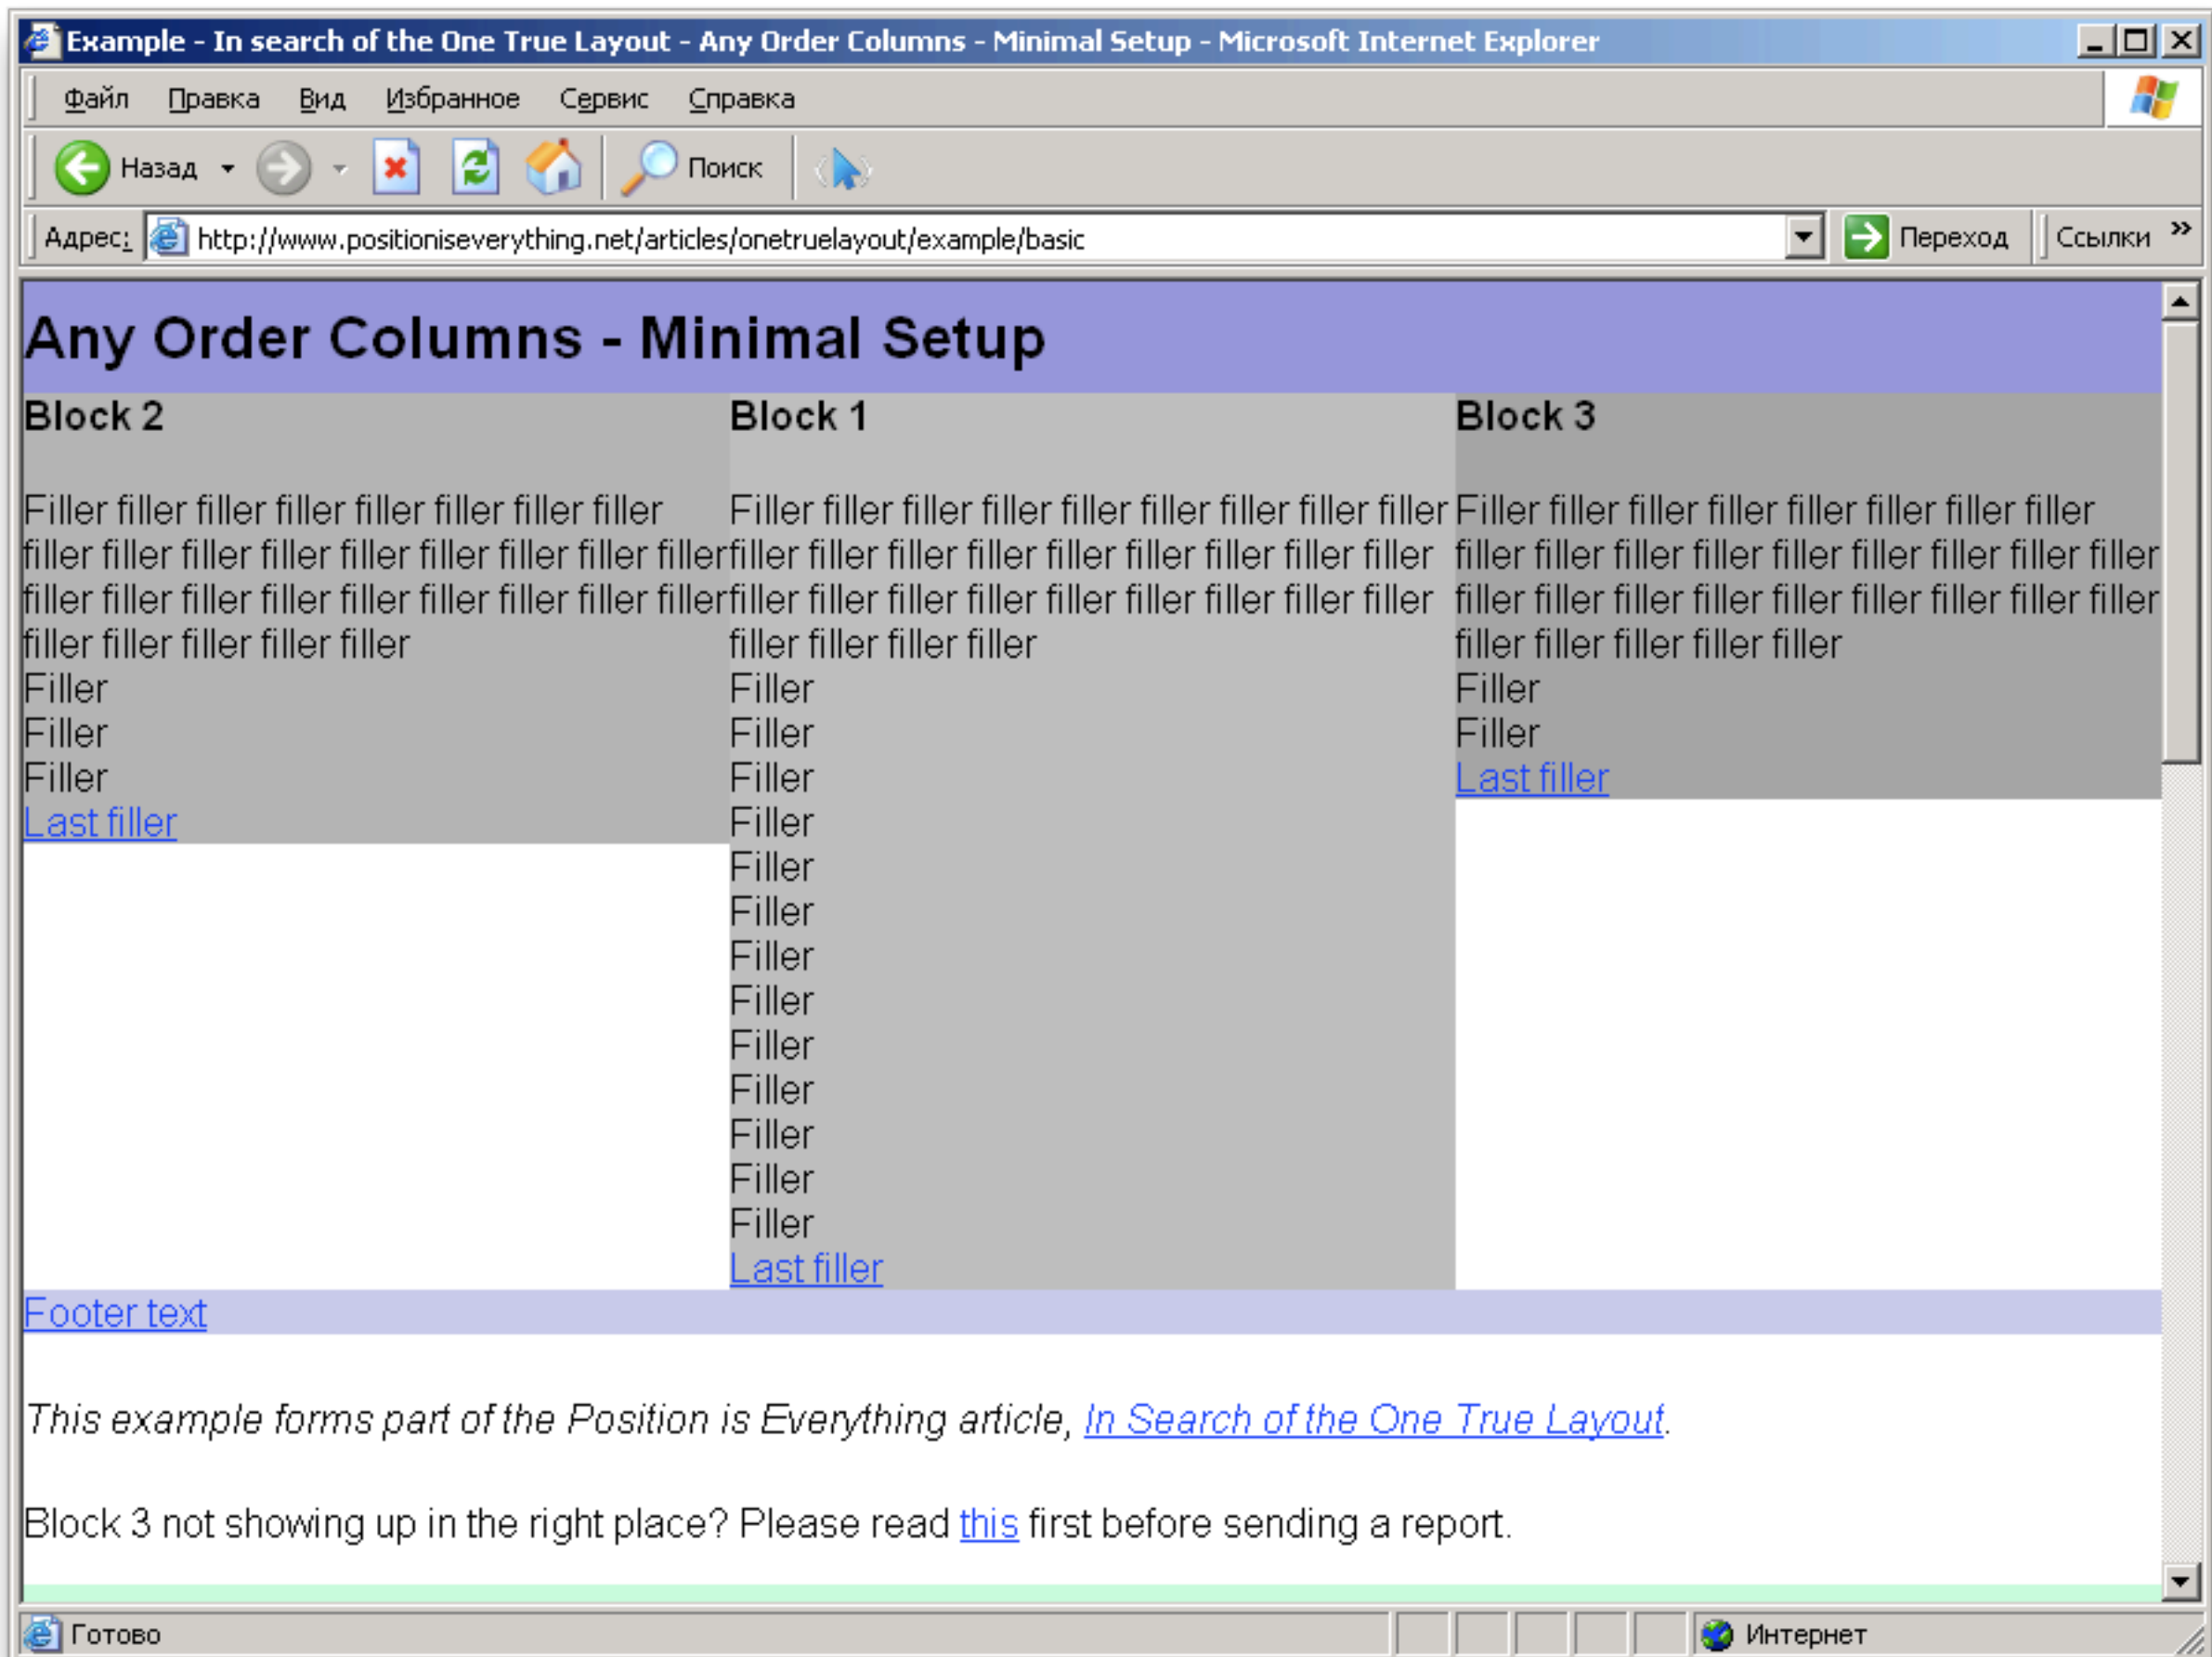 Example - In search of the One True Layout - Any Order Columns - Minimal Setup - Microsoft Internet Explorer
Файл Правка Вид Избранное Сервис Справка
Назад Поиск
Адрес: http://www.positioniseverything.net/articles/onetruelayout/example/basic Переход Ссылки »
Any Order Columns - Minimal Setup
Block 2
Filler filler filler filler filler filler filler filler
filler filler filler filler filler filler filler filler filler
filler filler filler filler filler filler filler filler filler
filler filler filler filler filler
Filler
Filler
Filler
Last filler
Block 1
Filler filler filler filler filler filler filler filler filler
filler filler filler filler filler filler filler filler filler
filler filler filler filler filler filler filler filler filler
filler filler filler filler
Filler
Filler
Filler
Filler
Filler
Filler
Filler
Filler
Filler
Filler
Filler
Filler
Filler
Last filler
Block 3
Filler filler filler filler filler filler filler filler
filler filler filler filler filler filler filler filler filler
filler filler filler filler filler filler filler filler filler
filler filler filler filler filler
Filler
Filler
Last filler
Footer text
This example forms part of the Position is Everything article, In Search of the One True Layout.
Block 3 not showing up in the right place? Please read this first before sending a report.
Готово Интернет